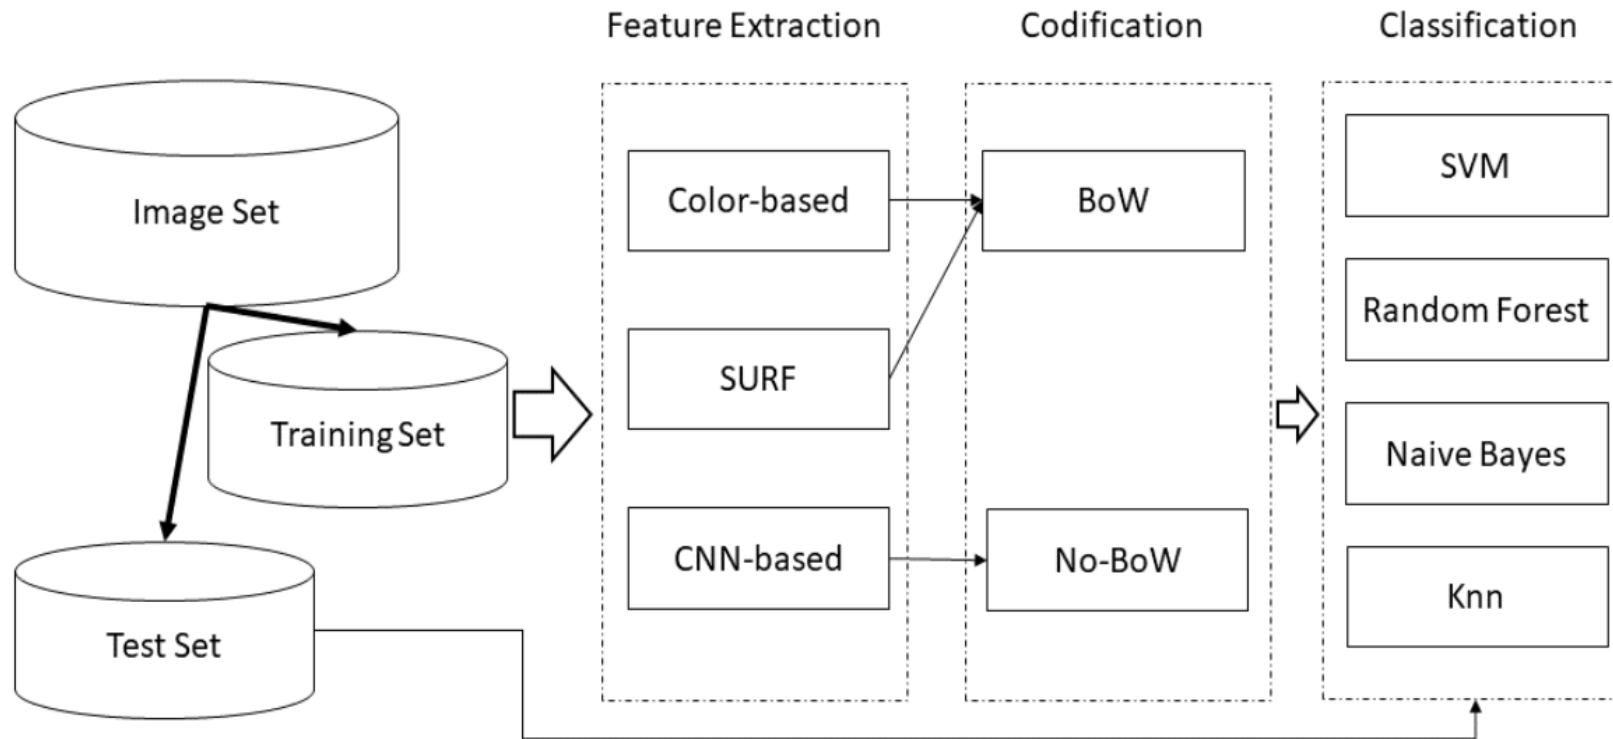 Feature Extraction
Codification
Classification
Image Set
Training Set
Test Set
Color-based
SURF
CNN-based
BoW
No-BoW
SVM
Random Forest
Naive Bayes
Knn